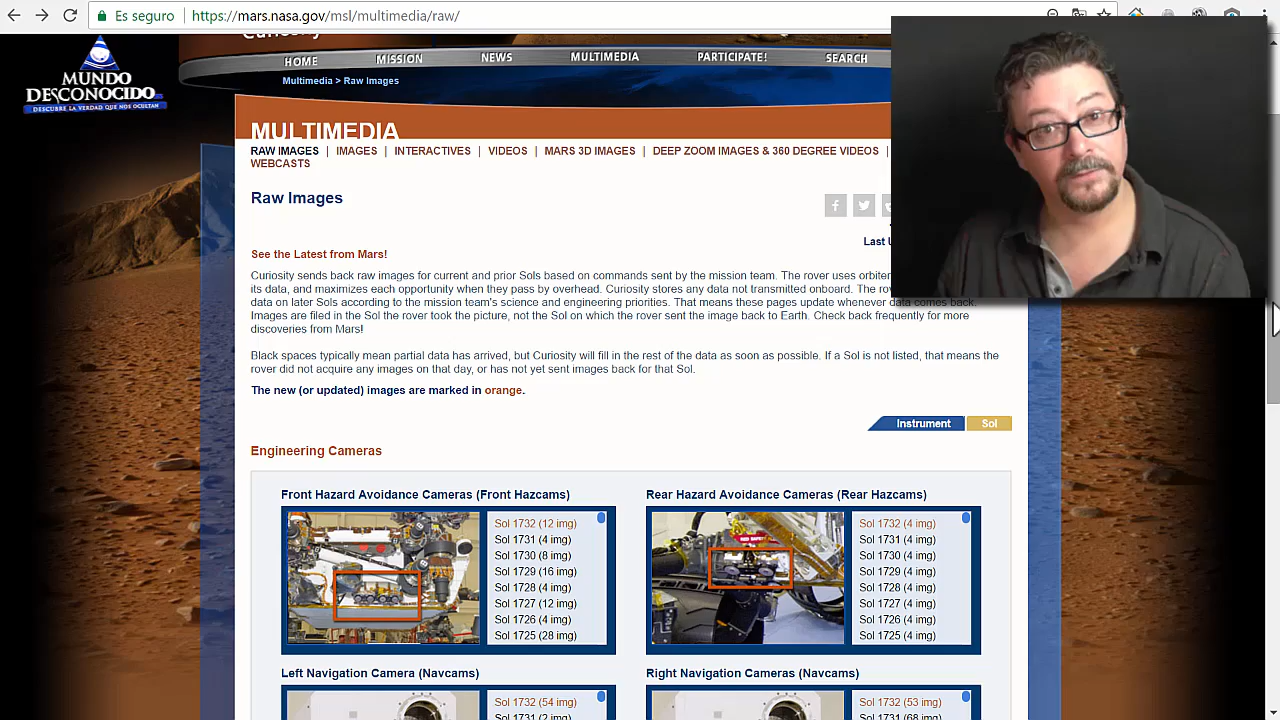 Es seguro
https://mars.nasa.gov/msl/multimedia/raw/
Curiosity
MUNDO
DESCONOCIDO
DESCUBRE LA VERDAD QUE NOS OCULTAN
HOME
MISSION
NEWS
MULTIMEDIA
PARTICIPATE!
SEARCH
Multimedia > Raw Images
MULTIMEDIA
RAW IMAGES | IMAGES | INTERACTIVES | VIDEOS | MARS 3D IMAGES | DEEP ZOOM IMAGES & 360 DEGREE VIDEOS |
WEBCASTS
Raw Images
Last
See the Latest from Mars!
Curiosity sends back raw images for current and prior Sols based on commands sent by the mission team. The rover uses
its data, and maximizes each opportunity when they pass by overhead. Curiosity stores any data not transmitted onboard. The
data on later Sols according to the mission team's science and engineering priorities. That means these pages update whenever data comes back.
Images are filed in the Sol the rover took the picture, not the Sol on which the rover sent the image back to Earth. Check back frequently for more
discoveries from Mars!
Black spaces typically mean partial data has arrived, but Curiosity will fill in the rest of the data as soon as possible. If a Sol is not listed, that means the
rover did not acquire any images on that day, or has not yet sent images back for that Sol.
The new (or updated) images are marked in orange.
Instrument
Sol
Engineering Cameras
Front Hazard Avoidance Cameras (Front Hazcams)
Sol 1732 (12 img)
Sol 1731 (4 img)
Sol 1730 (8 img)
Sol 1729 (16 img)
Sol 1728 (4 img)
Sol 1727 (12 img)
Sol 1726 (4 img)
Sol 1725 (28 img)
Rear Hazard Avoidance Cameras (Rear Hazcams)
Sol 1732 (4 img)
Sol 1731 (4 img)
Sol 1730 (4 img)
Sol 1729 (4 img)
Sol 1728 (4 img)
Sol 1727 (4 img)
Sol 1726 (4 img)
Sol 1725 (4 img)
Left Navigation Camera (Navcams)
Sol 1732 (54 img)
Sol 1731 (2 img)
Right Navigation Cameras (Navcams)
Sol 1732 (53 img)
Sol 1731 (68 img)